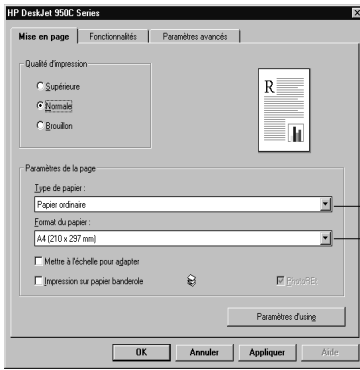 HP DeskJet 950C Series
Mise en page Fonctionnalités Paramètres avancés
Qualité d'impression
Supérieure
Normale
Brouillon
R
Paramètres de la page
Type de papier :
Papier ordinaire
Format du papier :
A4 (210 x 297 mm)
Mettre à l'échelle pour adapter
Impression sur papier banderole PhotoREt
Paramètres d'usine
OK Annuler Appliquer Aide